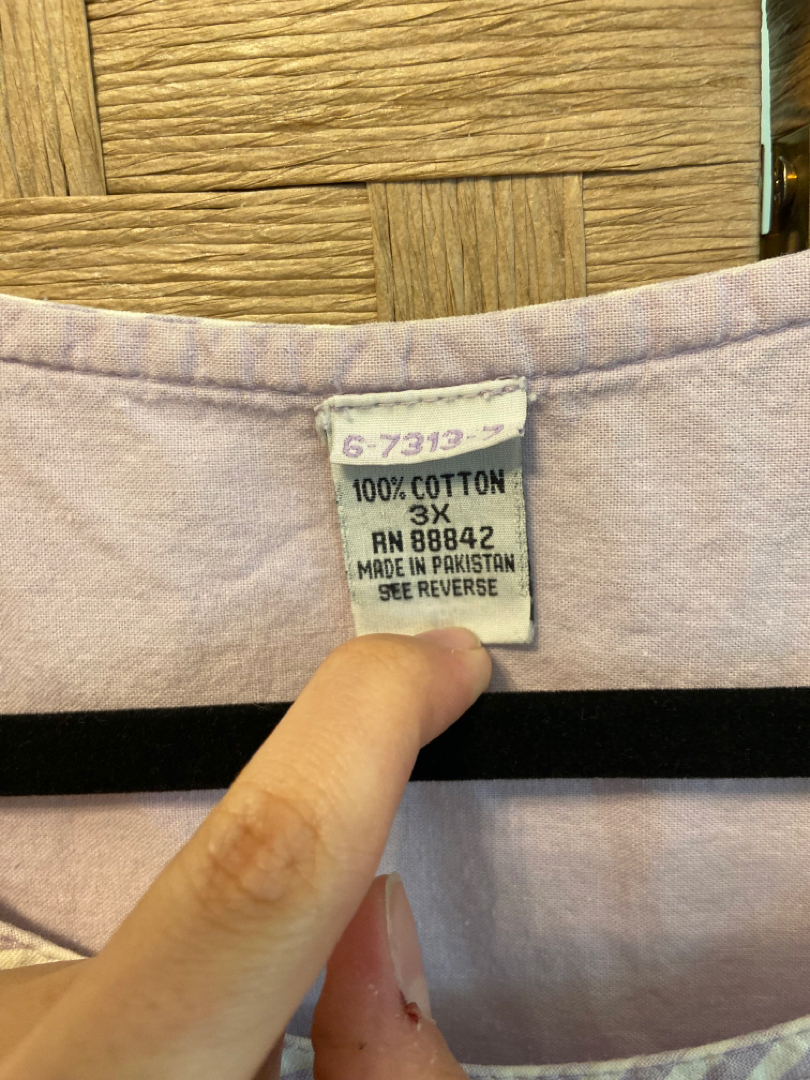 6-7313-7
100% COTTON
3X
RN 88842
MADE IN PAKISTAN
SEE REVERSE